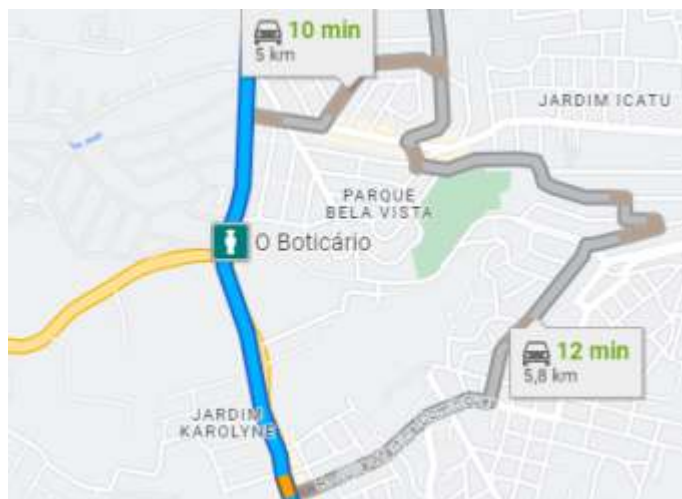 10 min
5 km
JARDIM ICATU
PARQUE
BELA VISTA
O Boticário
12 min
5,8 km
JARDIM
KAROLYNE